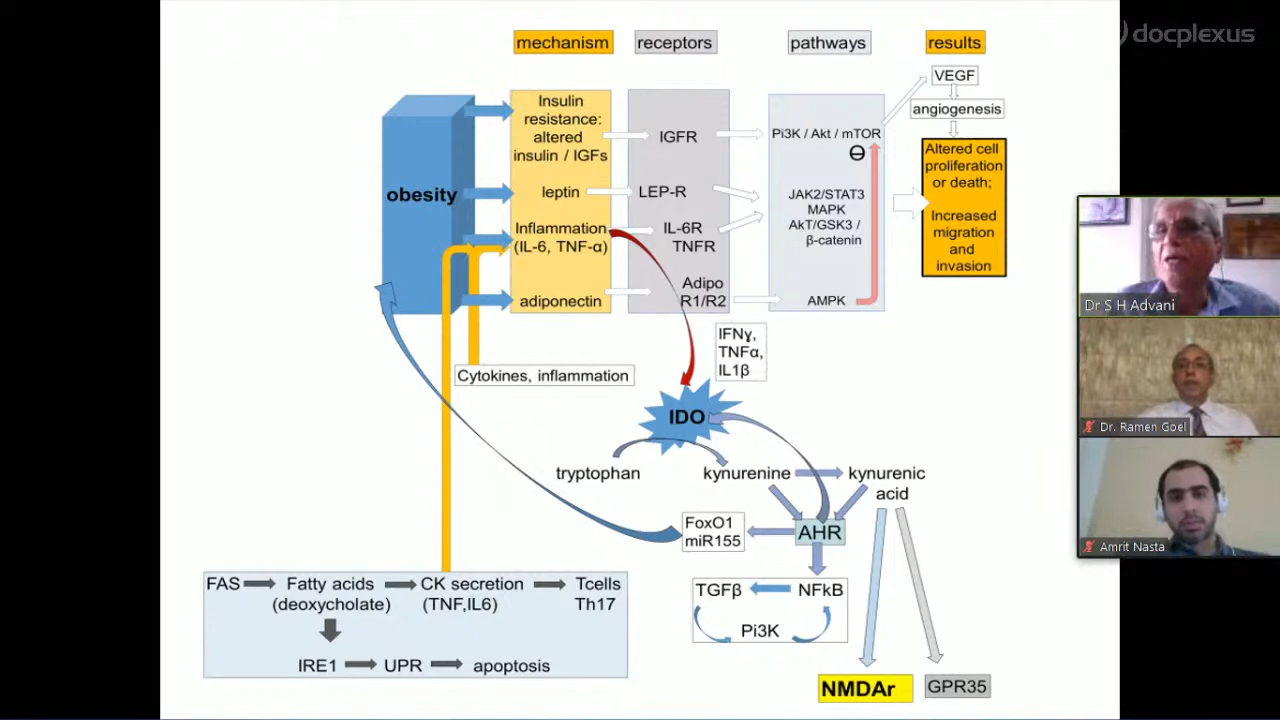 docplexus
mechanism
receptors
pathways
results
VEGF
angiogenesis
obesity
Insulin
resistance:
altered
insulin / IGFs
leptin
Inflammation
(IL-6, TNF-α)
adiponectin
IGFR
LEP-R
IL-6R
TNFR
Adipo
R1/R2
Pi3K / Akt / mTOR
Ɵ
JAK2/STAT3
MAPK
AkT/GSK3 /
β-catenin
AMPK
Altered cell
proliferation
or death;
Increased
migration
and
invasion
Cytokines, inflammation
IFNɣ,
TNFα,
IL1β
IDO
tryptophan
kynurenine
kynurenic
acid
FoxO1
miR155
AHR
TGFβ
NFkB
Pi3K
NMDAr
GPR35
FAS
Fatty acids
(deoxycholate)
CK secretion
(TNF,IL6)
Tcells
Th17
IRE1
UPR
apoptosis
Dr S H Advani
Dr. Ramen Goel
Amrit Nasta